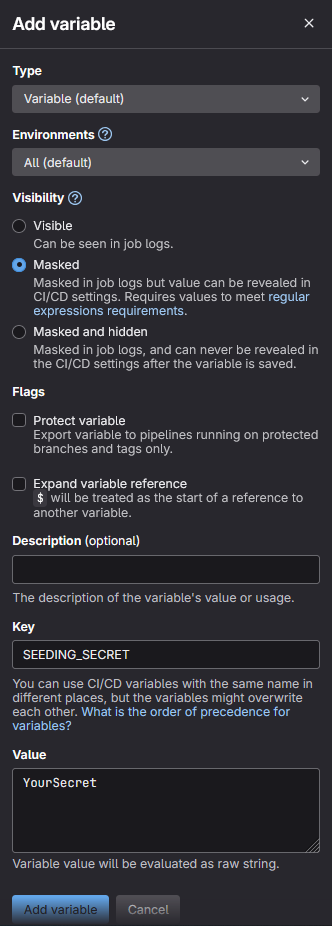 Add variable
Type
Variable (default)
Environments
All (default)
Visibility
Visible
Can be seen in job logs.
Masked
Masked in job logs but value can be revealed in
CI/CD settings. Requires values to meet regular
expressions requirements.
Masked and hidden
Masked in job logs, and can never be revealed in
the CI/CD settings after the variable is saved.
Flags
Protect variable
Export variable to pipelines running on protected
branches and tags only.
Expand variable reference
$ will be treated as the start of a reference to
another variable.
Description (optional)
The description of the variable's value or usage.
Key
SEEDING_SECRET
You can use CI/CD variables with the same name in
different places, but the variables might overwrite
each other. What is the order of precedence for
variables?
Value
YourSecret
Variable value will be evaluated as raw string.
Add variable Cancel